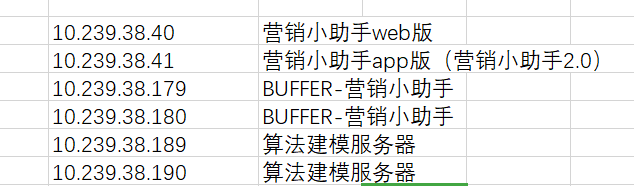 10.239.38.40 营销小助手web版
10.239.38.41 营销小助手app版（营销小助手2.0）
10.239.38.179 BUFFER-营销小助手
10.239.38.180 BUFFER-营销小助手
10.239.38.189 算法建模服务器
10.239.38.190 算法建模服务器